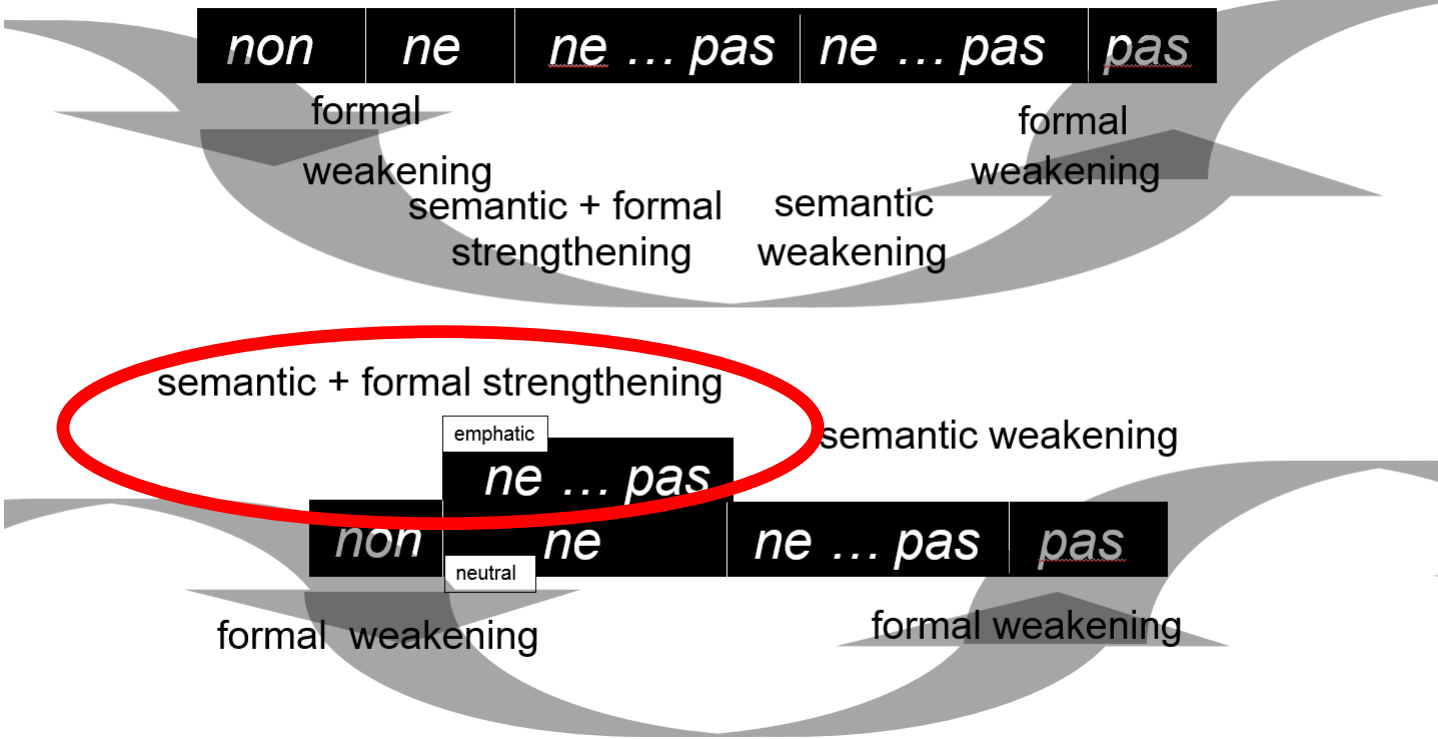 non ne ne … pas ne … pas pas
formal
weakening
formal
weakening
semantic + formal
strengthening
semantic
weakening
semantic + formal strengthening
emphatic
semantic weakening
ne … pas
non ne ne … pas pas
neutral
formal weakening
formal weakening